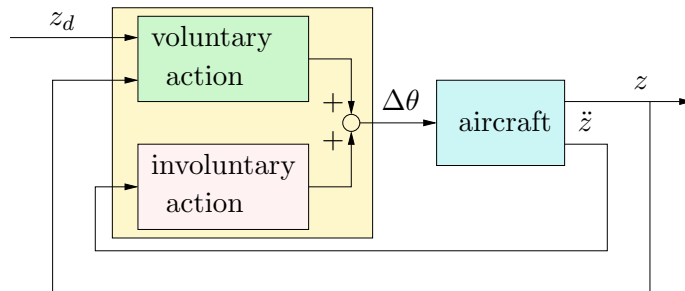 z_d
voluntary
action
+
Δθ
+
aircraft
z
z̈
involuntary
action